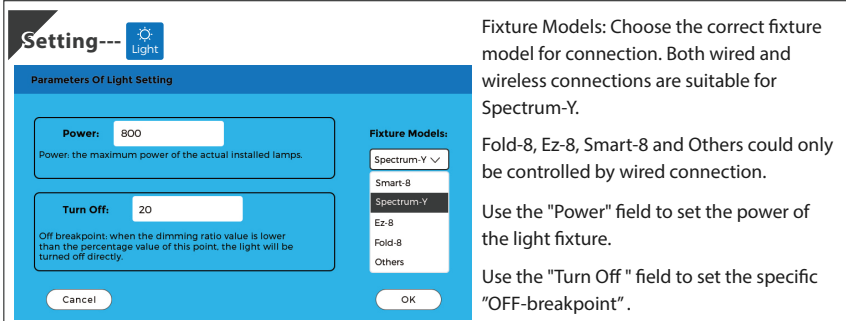 Setting---
Light
Parameters Of Light Setting
Power: 800
Power: the maximum power of the actual installed lamps.
Turn Off: 20
Off breakpoint: when the dimming ratio value is lower
than the percentage value of this point, the light will be
turned off directly.
Fixture Models:
Spectrum-Y
Smart-8
Spectrum-Y
Ez-8
Fold-8
Others
Cancel
OK
Fixture Models: Choose the correct fixture
model for connection. Both wired and
wireless connections are suitable for
Spectrum-Y.
Fold-8, Ez-8, Smart-8 and Others could only
be controlled by wired connection.
Use the "Power" field to set the power of
the light fixture.
Use the "Turn Off " field to set the specific
”OFF-breakpoint” .